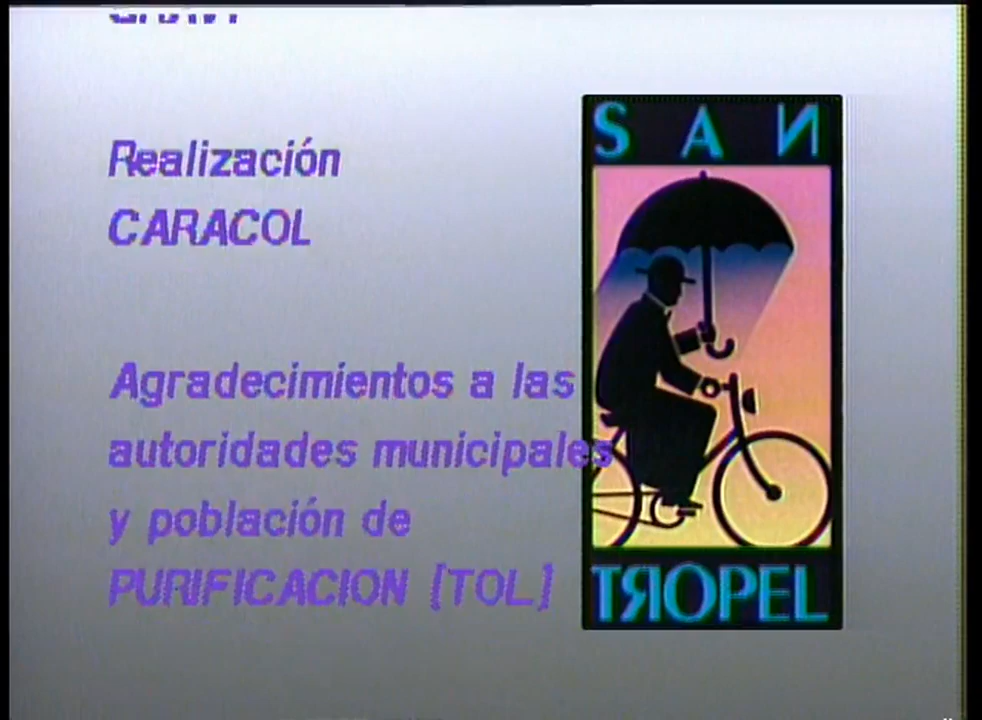 Realización
CARACOL
Agradecimientos a las
autoridades municipales
y población de
PURIFICACION [TOL]
SAN
TROPEL